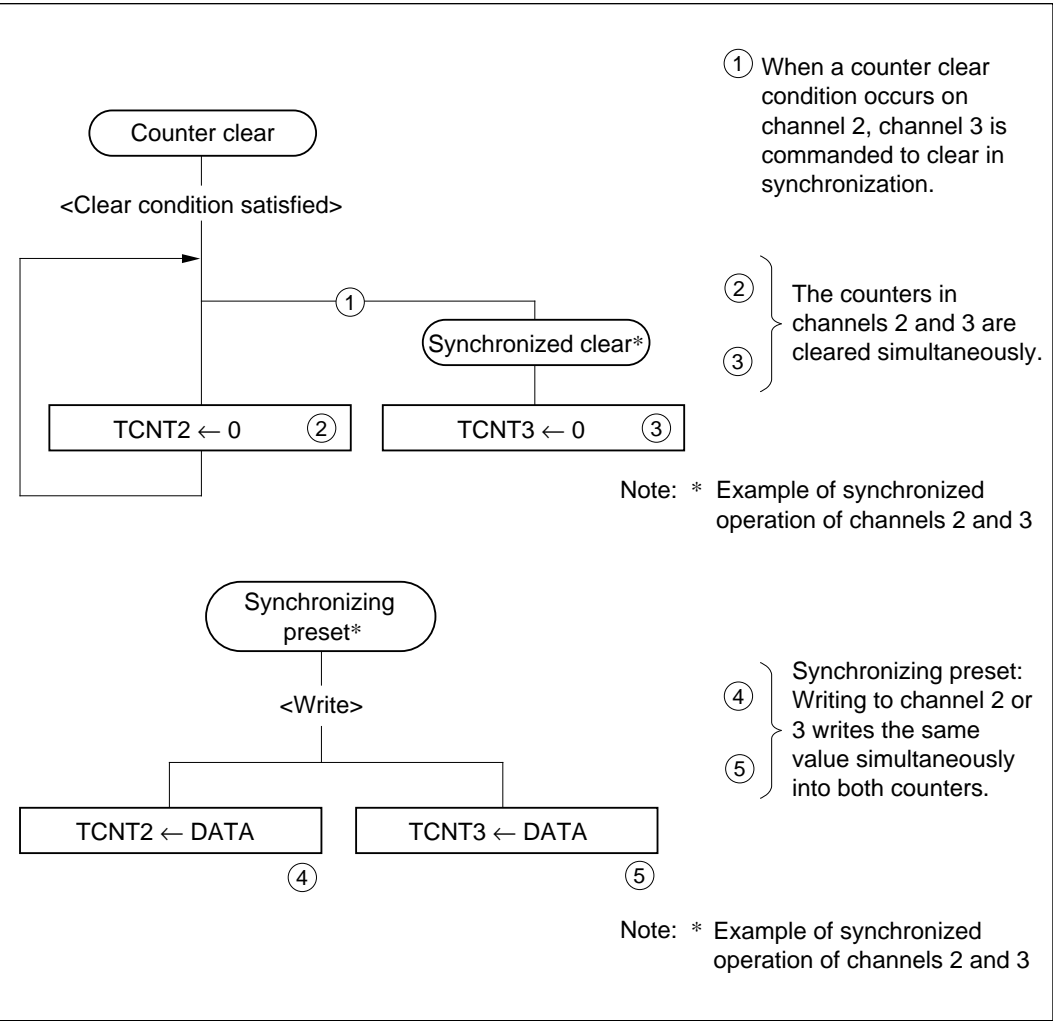 ① When a counter clear
condition occurs on
channel 2, channel 3 is
commanded to clear in
synchronization.
Counter clear
<Clear condition satisfied>
①
Synchronized clear*
②
③
The counters in
channels 2 and 3 are
cleared simultaneously.
TCNT2 ← 0 ②
TCNT3 ← 0 ③
Note: * Example of synchronized
operation of channels 2 and 3
Synchronizing
preset*
<Write>
④
⑤
Synchronizing preset:
Writing to channel 2 or
3 writes the same
value simultaneously
into both counters.
TCNT2 ← DATA
④
TCNT3 ← DATA
⑤
Note: * Example of synchronized
operation of channels 2 and 3